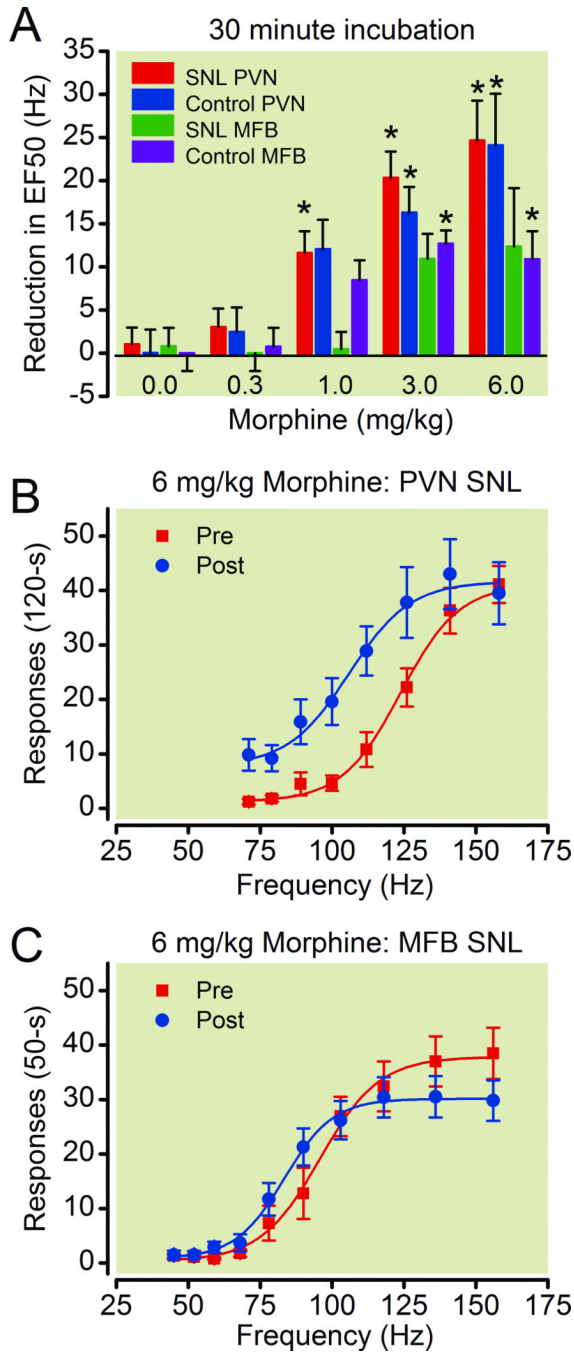 A
30 minute incubation
Reduction in EF50 (Hz)
35
30
25
20
15
10
5
0
-5
SNL PVN
Control PVN
SNL MFB
Control MFB
*
* *
*
* *
*
*
0.0 0.3 1.0 3.0 6.0
Morphine (mg/kg)
B
6 mg/kg Morphine: PVN SNL
Responses (120-s)
50
40
30
20
10
0
Pre
Post
25 50 75 100 125 150 175
Frequency (Hz)
C
6 mg/kg Morphine: MFB SNL
Responses (50-s)
50
40
30
20
10
0
Pre
Post
25 50 75 100 125 150 175
Frequency (Hz)